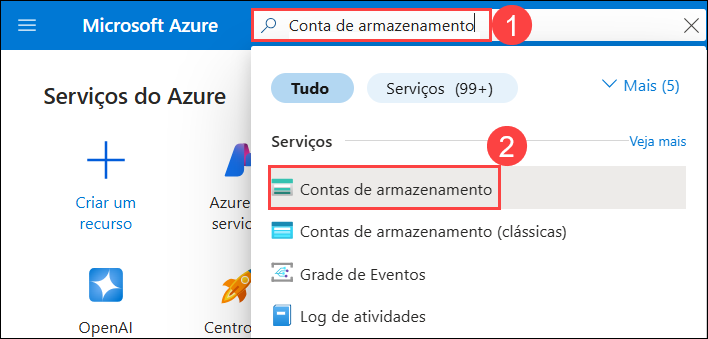 Microsoft Azure
Conta de armazenamento
1
Serviços do Azure
Tudo
Serviços (99+)
Mais (5)
Serviços
2
Veja mais
Contas de armazenamento
Contas de armazenamento (clássicas)
Grade de Eventos
Log de atividades
Criar um
recurso
Azure
servic
OpenAI
Centro